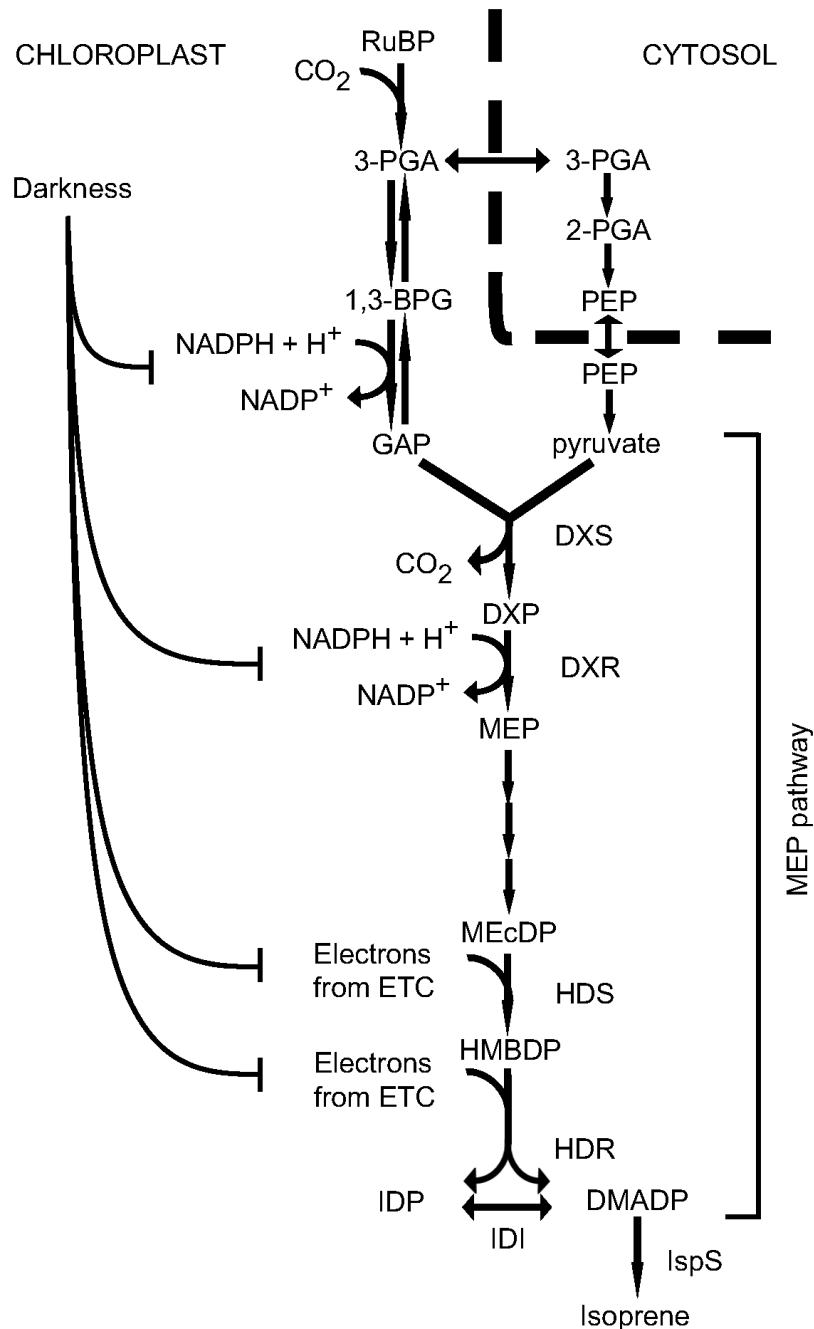 CHLOROPLAST
RuBP
CYTOSOL
CO2
3-PGA
3-PGA
Darkness
2-PGA
1,3-BPG
PEP
NADPH + H+
NADP+
PEP
GAP
pyruvate
DXS
CO2
DXP
NADPH + H+
DXR
NADP+
MEP
MEP pathway
MEcDP
Electrons
from ETC
HDS
HMBDP
Electrons
from ETC
HDR
IDP
DMADP
IDI
IspS
Isoprene